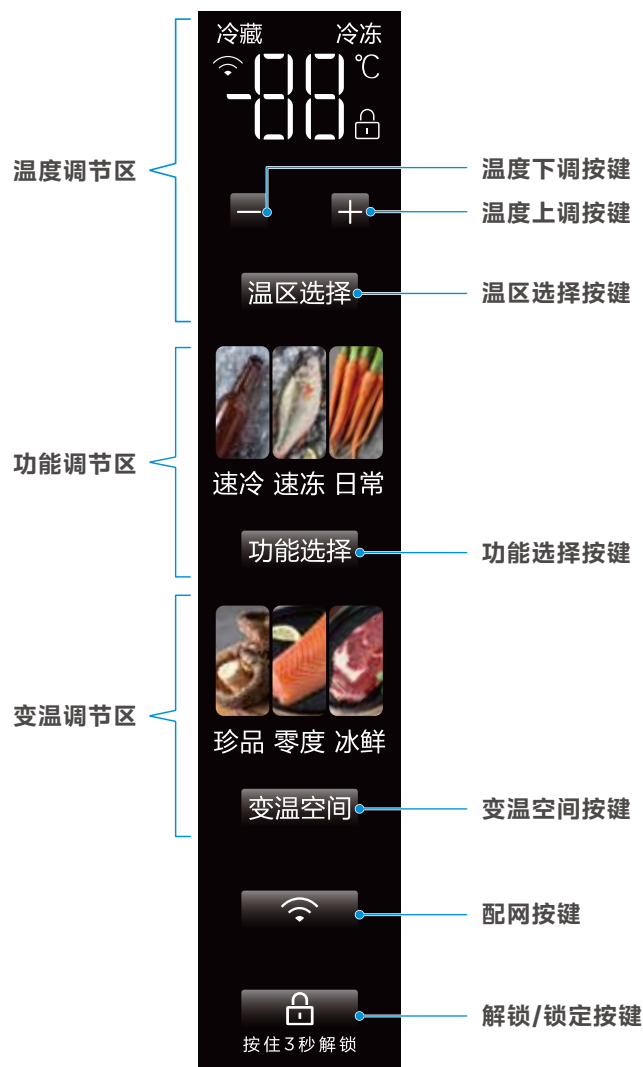 冷藏 冷冻
-88 ℃
温度调节区
温度下调按键
— +
温度上调按键
温区选择
温区选择按键
功能调节区
速冷 速冻 日常
功能选择
功能选择按键
变温调节区
珍品 零度 冰鲜
变温空间
变温空间按键
配网按键
解锁/锁定按键
按住3秒解锁